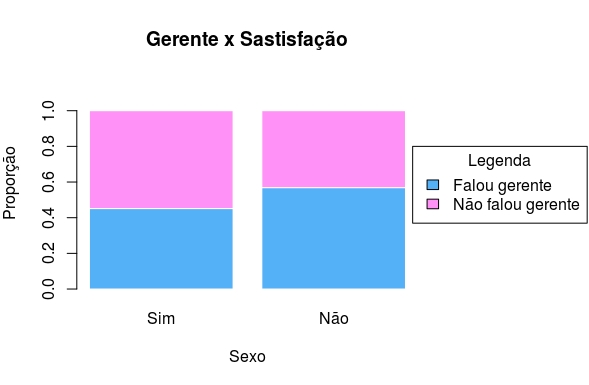 Gerente x Sastisfação
Proporção
1.0
0.8
0.6
0.4
0.2
0.0
Legenda
Falou gerente
Não falou gerente
Sim
Não
Sexo